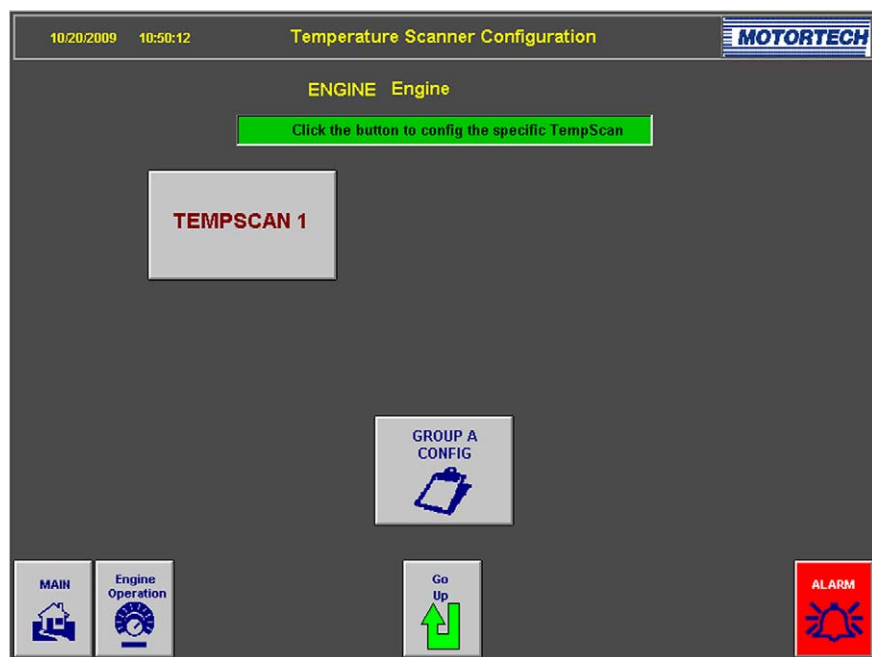 10/20/2009 10:50:12 Temperature Scanner Configuration MOTORTECH
ENGINE Engine
Click the button to config the specific TempScan
TEMPSCAN 1
GROUP A
CONFIG
MAIN
Engine
Operation
Go
Up
ALARM